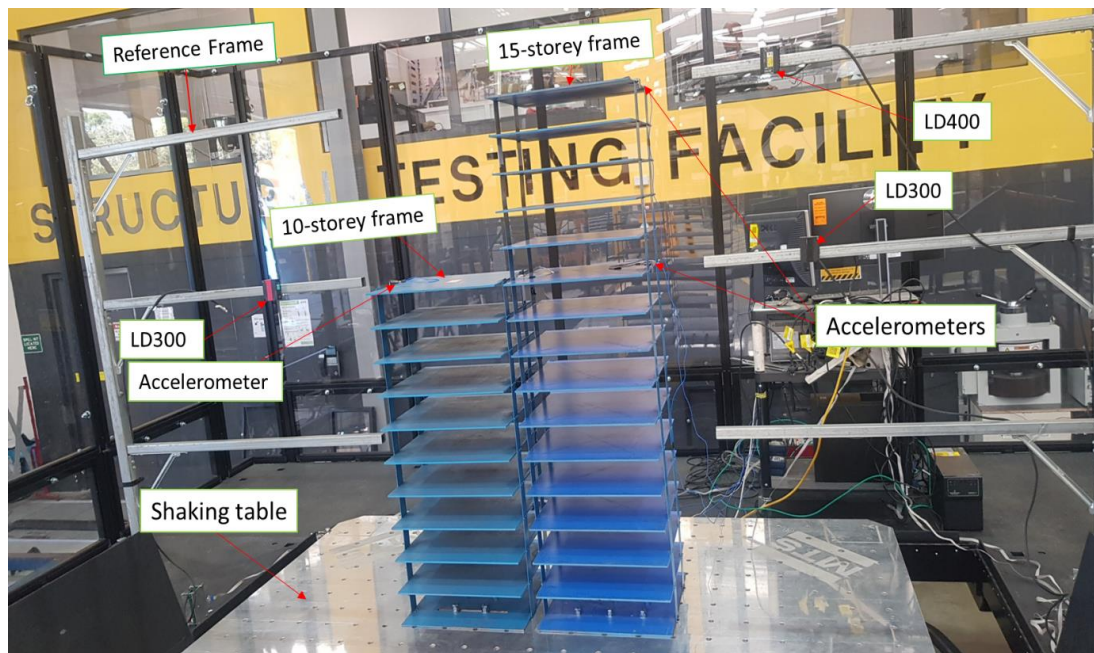 Reference Frame
15-storey frame
LD400
STRUCTU
TESTING FACILITY
LD300
10-storey frame
LD300
Accelerometers
Accelerometer
Shaking table
MTS